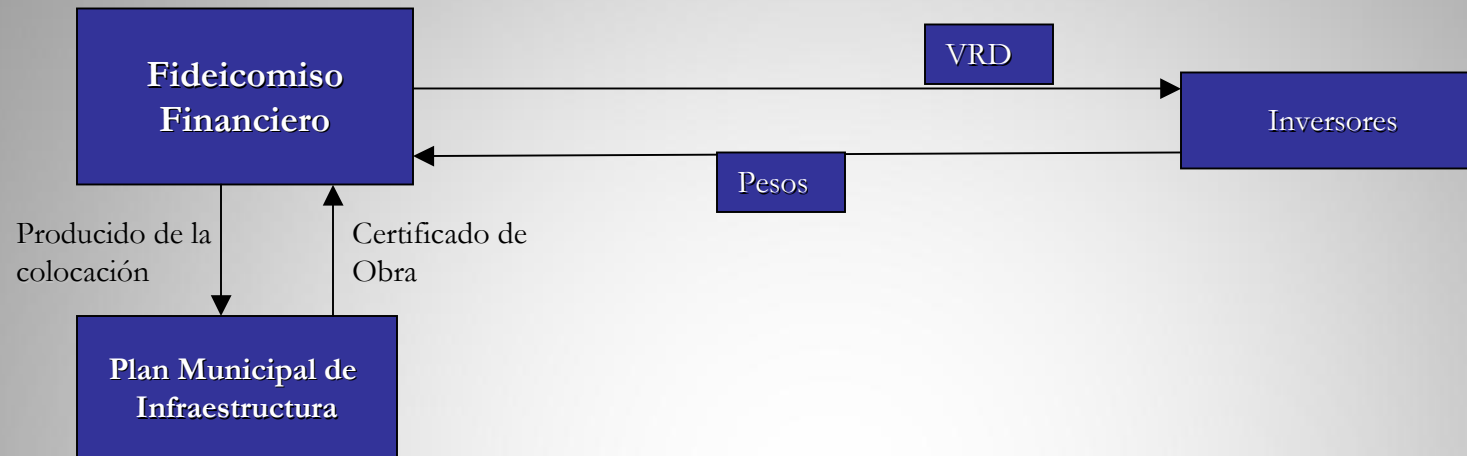 Fideicomiso
Financiero
VRD
Inversores
Pesos
Producido de la
colocación
Certificado de
Obra
Plan Municipal de
Infraestructura